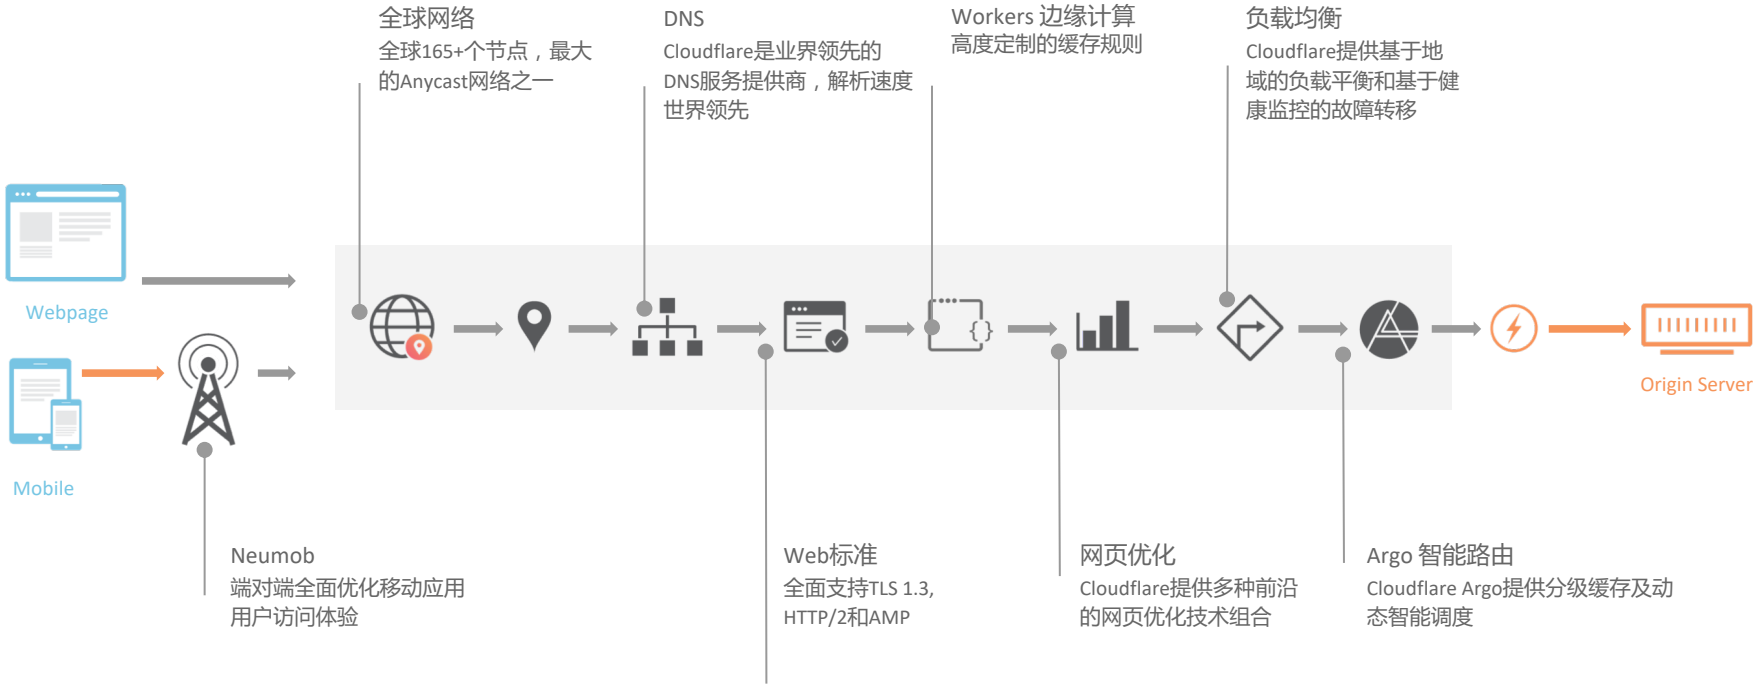 全球网络
全球165+个节点，最大
的Anycast网络之一
DNS
Cloudflare是业界领先的
DNS服务提供商，解析速度
世界领先
Workers 边缘计算
高度定制的缓存规则
负载均衡
Cloudflare提供基于地
域的负载平衡和基于健
康监控的故障转移
Webpage
Mobile
Origin Server
Neumob
端对端全面优化移动应用
用户访问体验
Web标准
全面支持TLS 1.3,
HTTP/2和AMP
网页优化
Cloudflare提供多种前沿
的网页优化技术组合
Argo 智能路由
Cloudflare Argo提供分级缓存及动
态智能调度